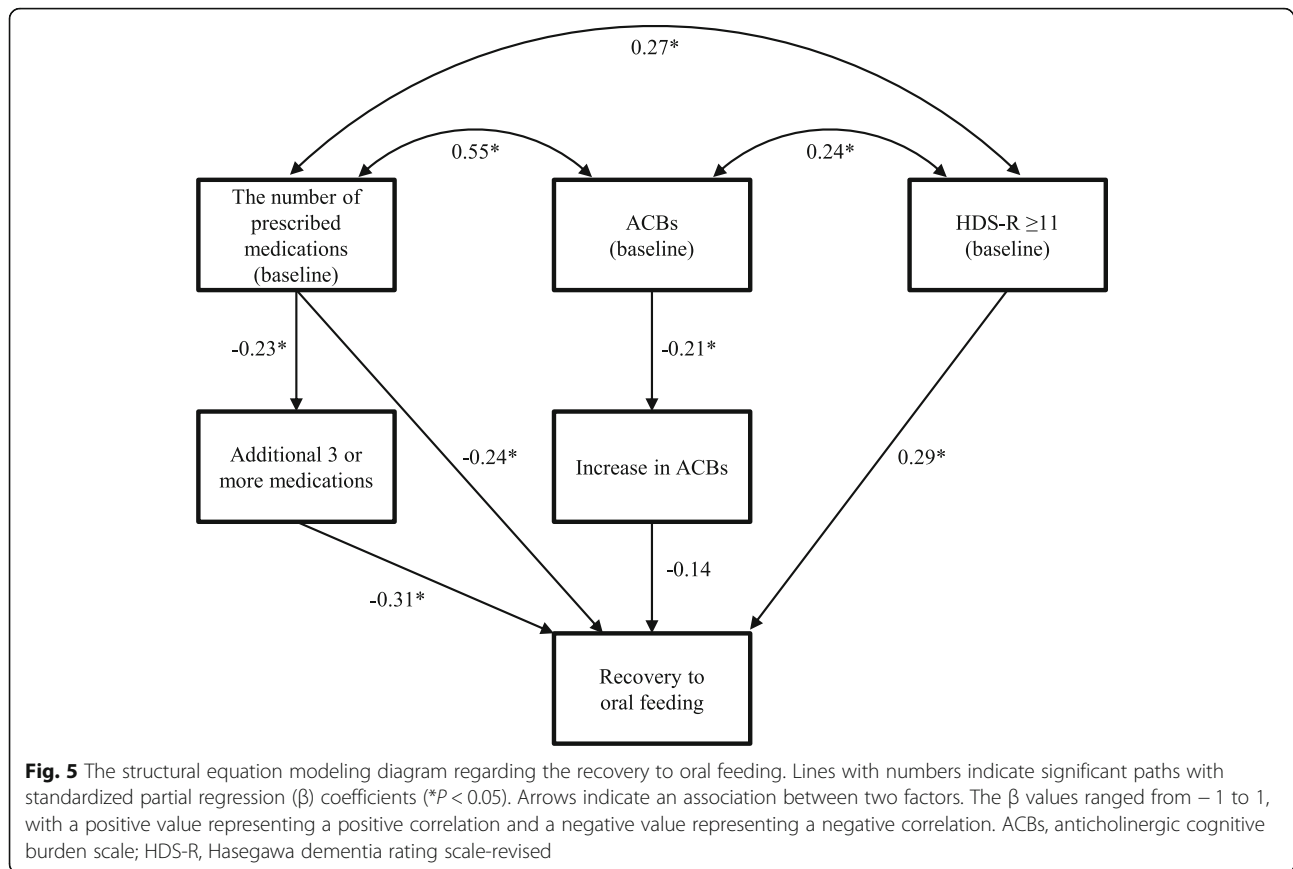 0.27*
0.55*
0.24*
The number of
prescribed
medications
(baseline)
ACBs
(baseline)
HDS-R ≥11
(baseline)
-0.23*
-0.21*
Additional 3 or
more medications
-0.24*
Increase in ACBs
0.29*
-0.31*
-0.14
Recovery to
oral feeding
Fig. 5 The structural equation modeling diagram regarding the recovery to oral feeding. Lines with numbers indicate significant paths with
standardized partial regression (β) coefficients (*P < 0.05). Arrows indicate an association between two factors. The β values ranged from − 1 to 1,
with a positive value representing a positive correlation and a negative value representing a negative correlation. ACBs, anticholinergic cognitive
burden scale; HDS-R, Hasegawa dementia rating scale-revised